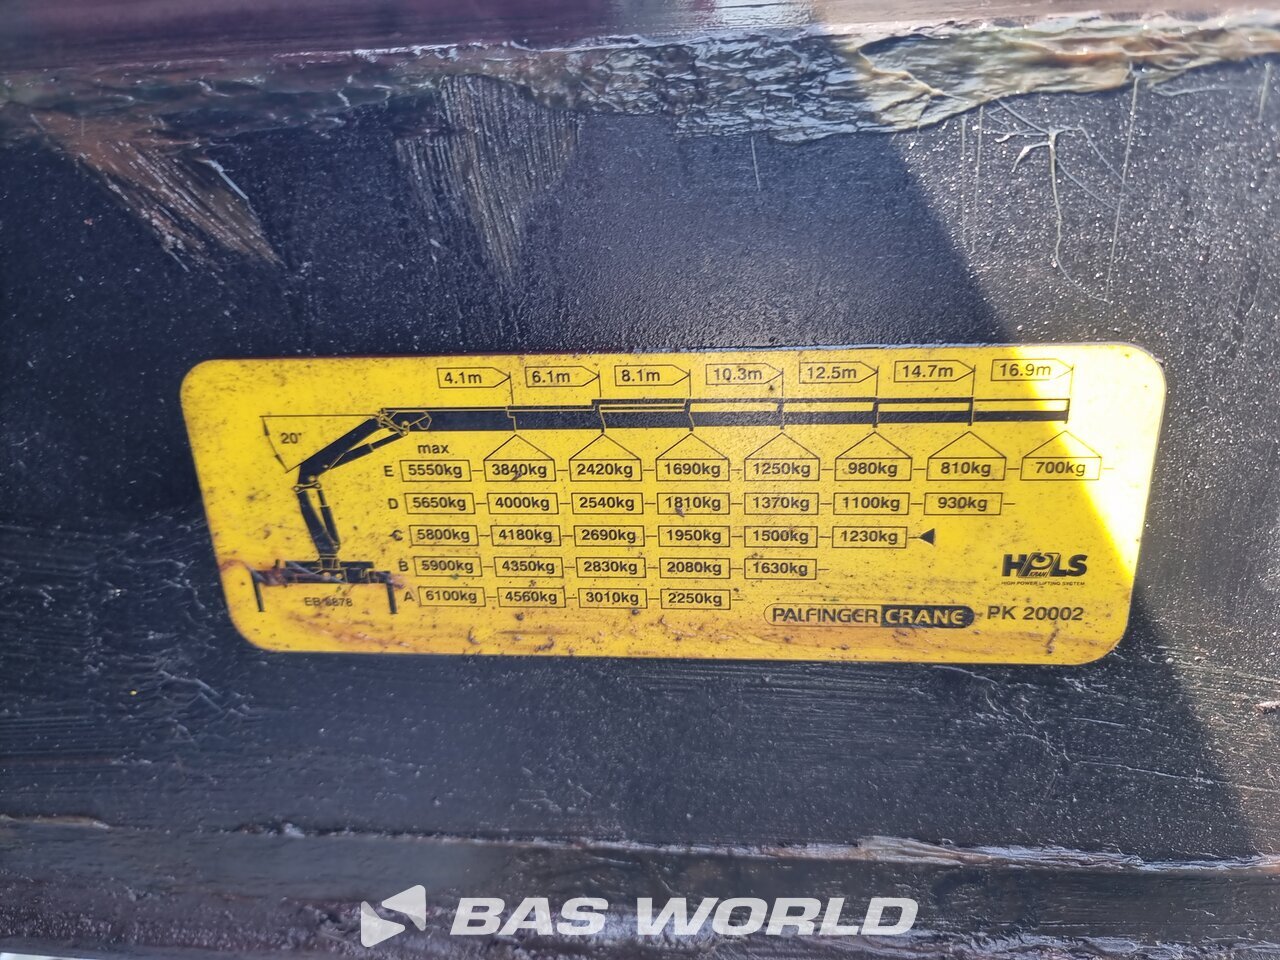 4.1m 6.1m 8.1m 10.3m 12.5m 14.7m 16.9m
20°
max
E 5550kg 3840kg 2420kg 1690kg 1250kg 980kg 810kg 700kg
D 5650kg 4000kg 2540kg 1810kg 1370kg 1100kg 930kg
C 5800kg 4180kg 2690kg 1950kg 1500kg 1230kg
B 5900kg 4350kg 2830kg 2080kg 1630kg
A 6100kg 4560kg 3010kg 2250kg
HPLS
KRAN
HIGH POWER LIFTING SYSTEM
PALFINGER CRANE PK 20002
BAS WORLD